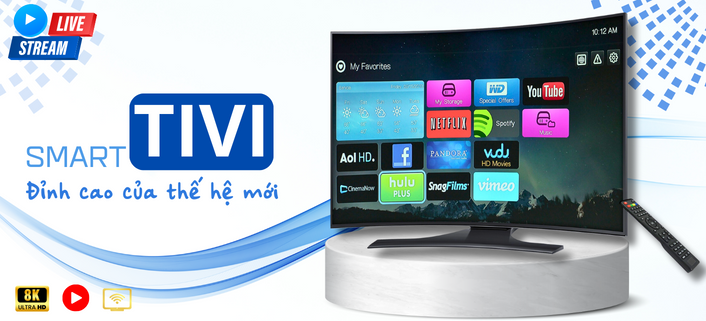 LIVE
STREAM
10:12 AM
My Favorites
My Storage
WD
Special Offers
YouTube
NETFLIX
Spotify
Music
Aol HD.
PANDORA
vudu
HD Movies
CinemaNow
hulu
PLUS
SnagFilms
vimeo
SMART TIVI
Đỉnh cao của thế hệ mới
8K
ULTRA HD